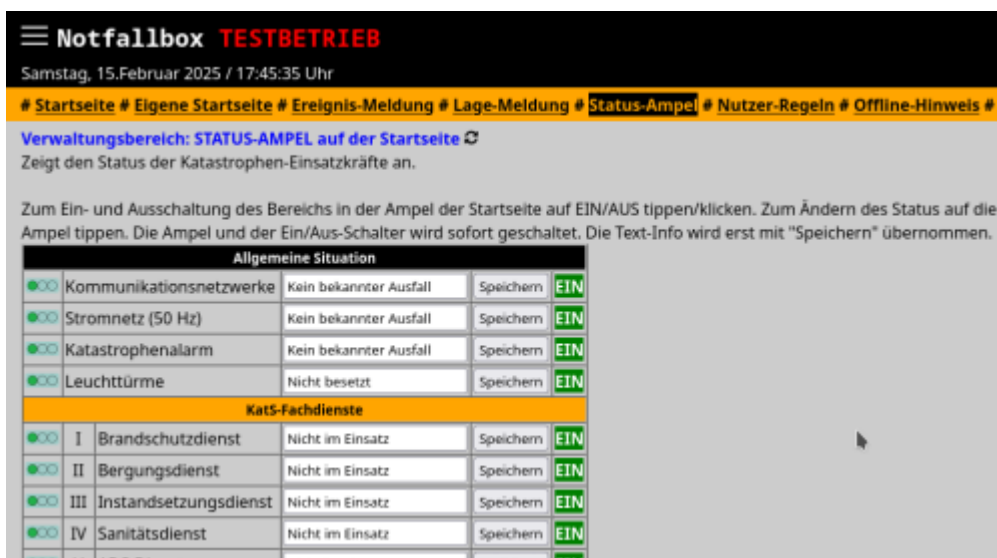 Notfallbox TESTBETRIEB
Samstag, 15.Februar 2025 / 17:45:35 Uhr
# Startseite # Eigene Startseite # Ereignis-Meldung # Lage-Meldung # Status-Ampel # Nutzer-Regeln # Offline-Hinweis #
Verwaltungsbereich: STATUS-AMPEL auf der Startseite
Zeigt den Status der Katastrophen-Einsatzkräfte an.
Zum Ein- und Ausschaltung des Bereichs in der Ampel der Startseite auf EIN/AUS tippen/klicken. Zum Ändern des Status auf die
Ampel tippen. Die Ampel und der Ein/Aus-Schalter wird sofort geschaltet. Die Text-Info wird erst mit "Speichern" übernommen.
Allgemeine Situation
Kommunikationsnetzwerke Kein bekannter Ausfall Speichern EIN
Stromnetz (50 Hz) Kein bekannter Ausfall Speichern EIN
Katastrophenalarm Kein bekannter Ausfall Speichern EIN
Leuchttürme Nicht besetzt Speichern EIN
KatS-Fachdienste
I Brandschutzdienst Nicht im Einsatz Speichern EIN
II Bergungsdienst Nicht im Einsatz Speichern EIN
III Instandsetzungsdienst Nicht im Einsatz Speichern EIN
IV Sanitätsdienst Nicht im Einsatz Speichern EIN